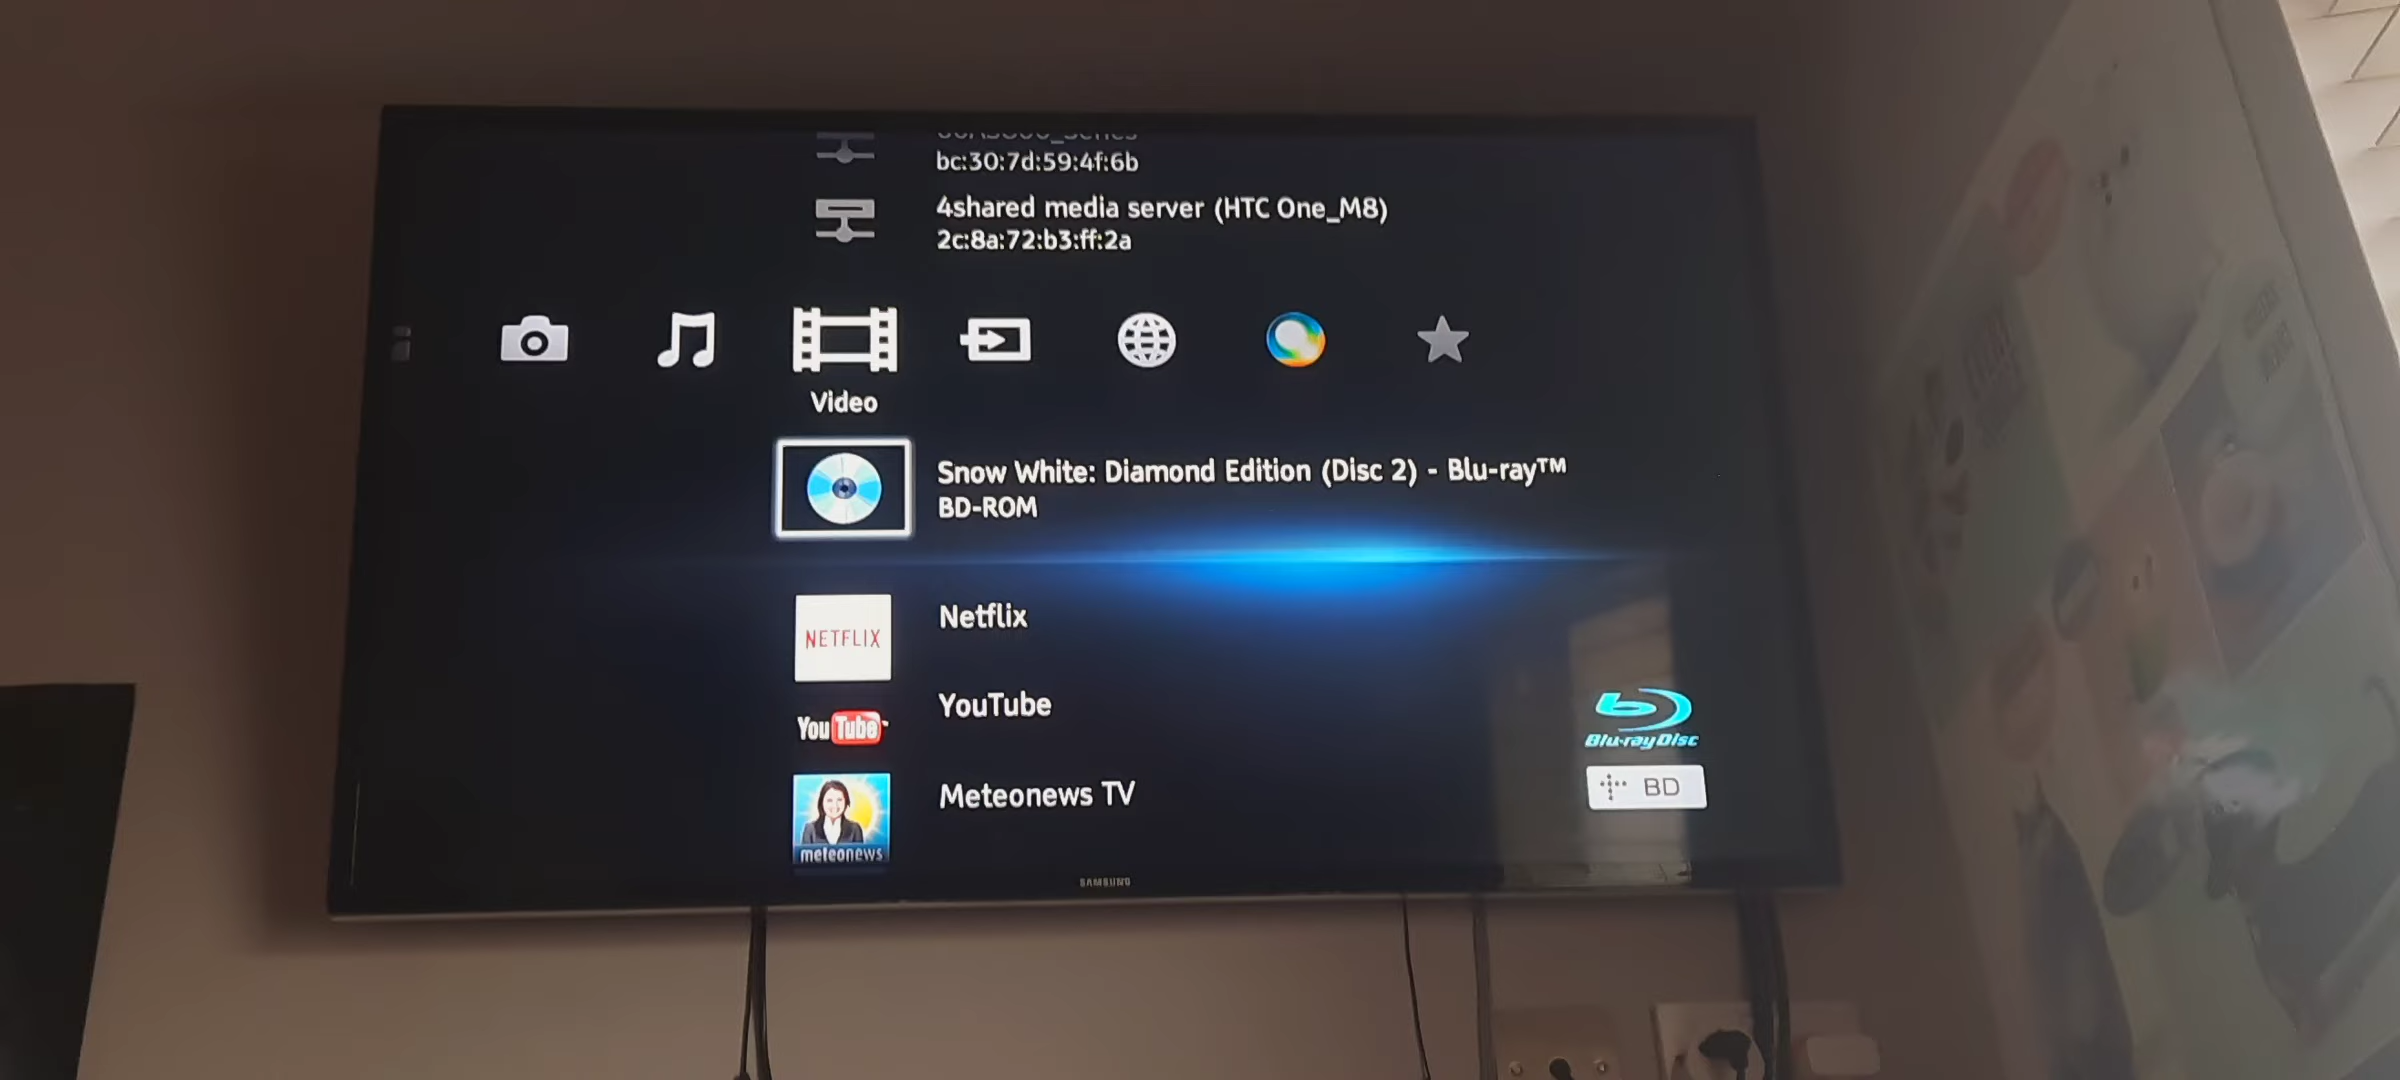 bc:30:7d:59:4f:6b
4shared media server (HTC One_M8)
2c:8a:72:b3:ff:2a
Video
Snow White: Diamond Edition (Disc 2) - Blu-ray™
BD-ROM
NETFLIX
Netflix
YouTube
YouTube
meteonews
Meteonews TV
Blu-ray Disc
BD
SAMSUNG